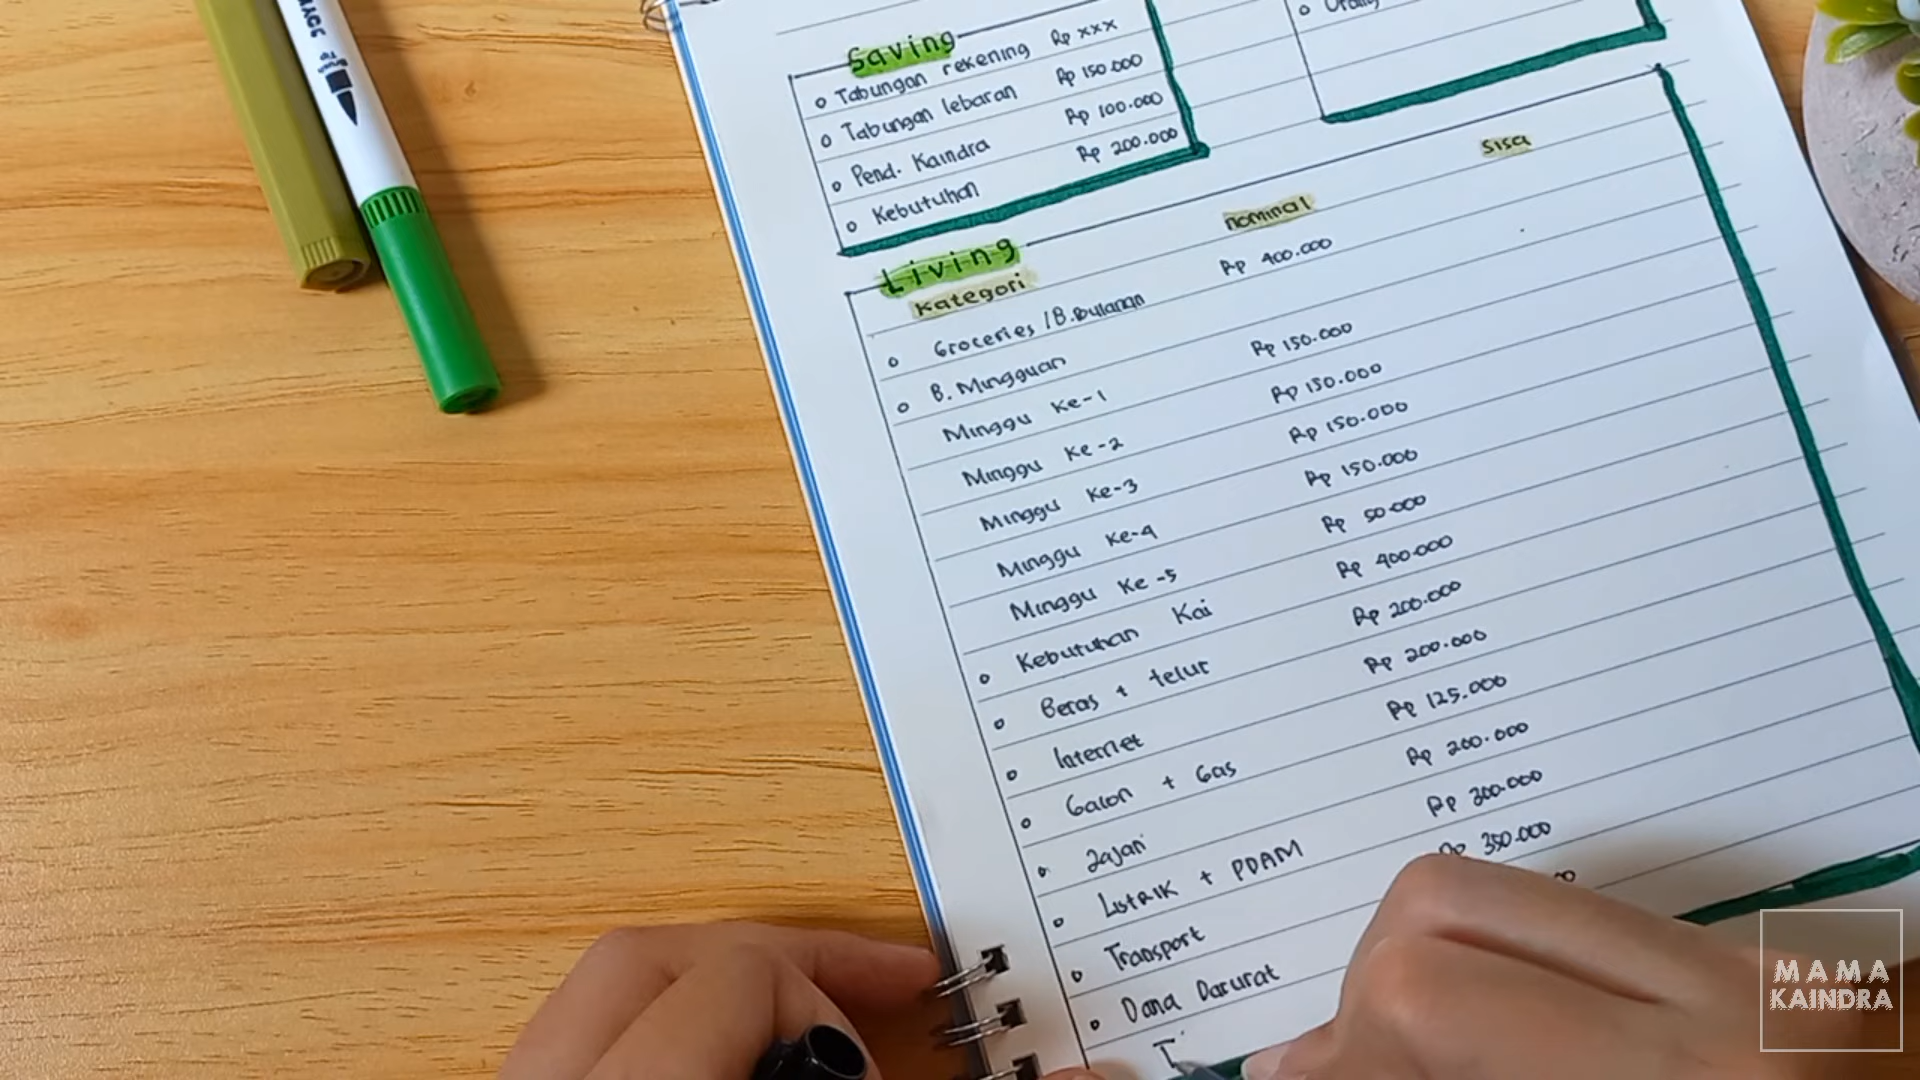 Saving
Tabungan rekening Rp xxx
Tabungan lebaran Rp 150.000
Pend. Kaindra Rp 100.000
Kebutuhan Rp 200.000
Living
Kategori nominal sisa
Groceries / B. Bulanan Rp 400.000
B. Mingguan
Minggu Ke-1 Rp 150.000
Minggu Ke-2 Rp 150.000
Minggu Ke-3 Rp 150.000
Minggu Ke-4 Rp 150.000
Minggu Ke-5 Rp 50.000
Kebutuhan Kai Rp 400.000
Beras + telur Rp 200.000
Internet Rp 200.000
Galon + Gas Rp 125.000
Jajan Rp 200.000
Listrik + PDAM Rp 200.000
Transport Rp 350.000
Dana Darurat
MAMA
KAINDRA